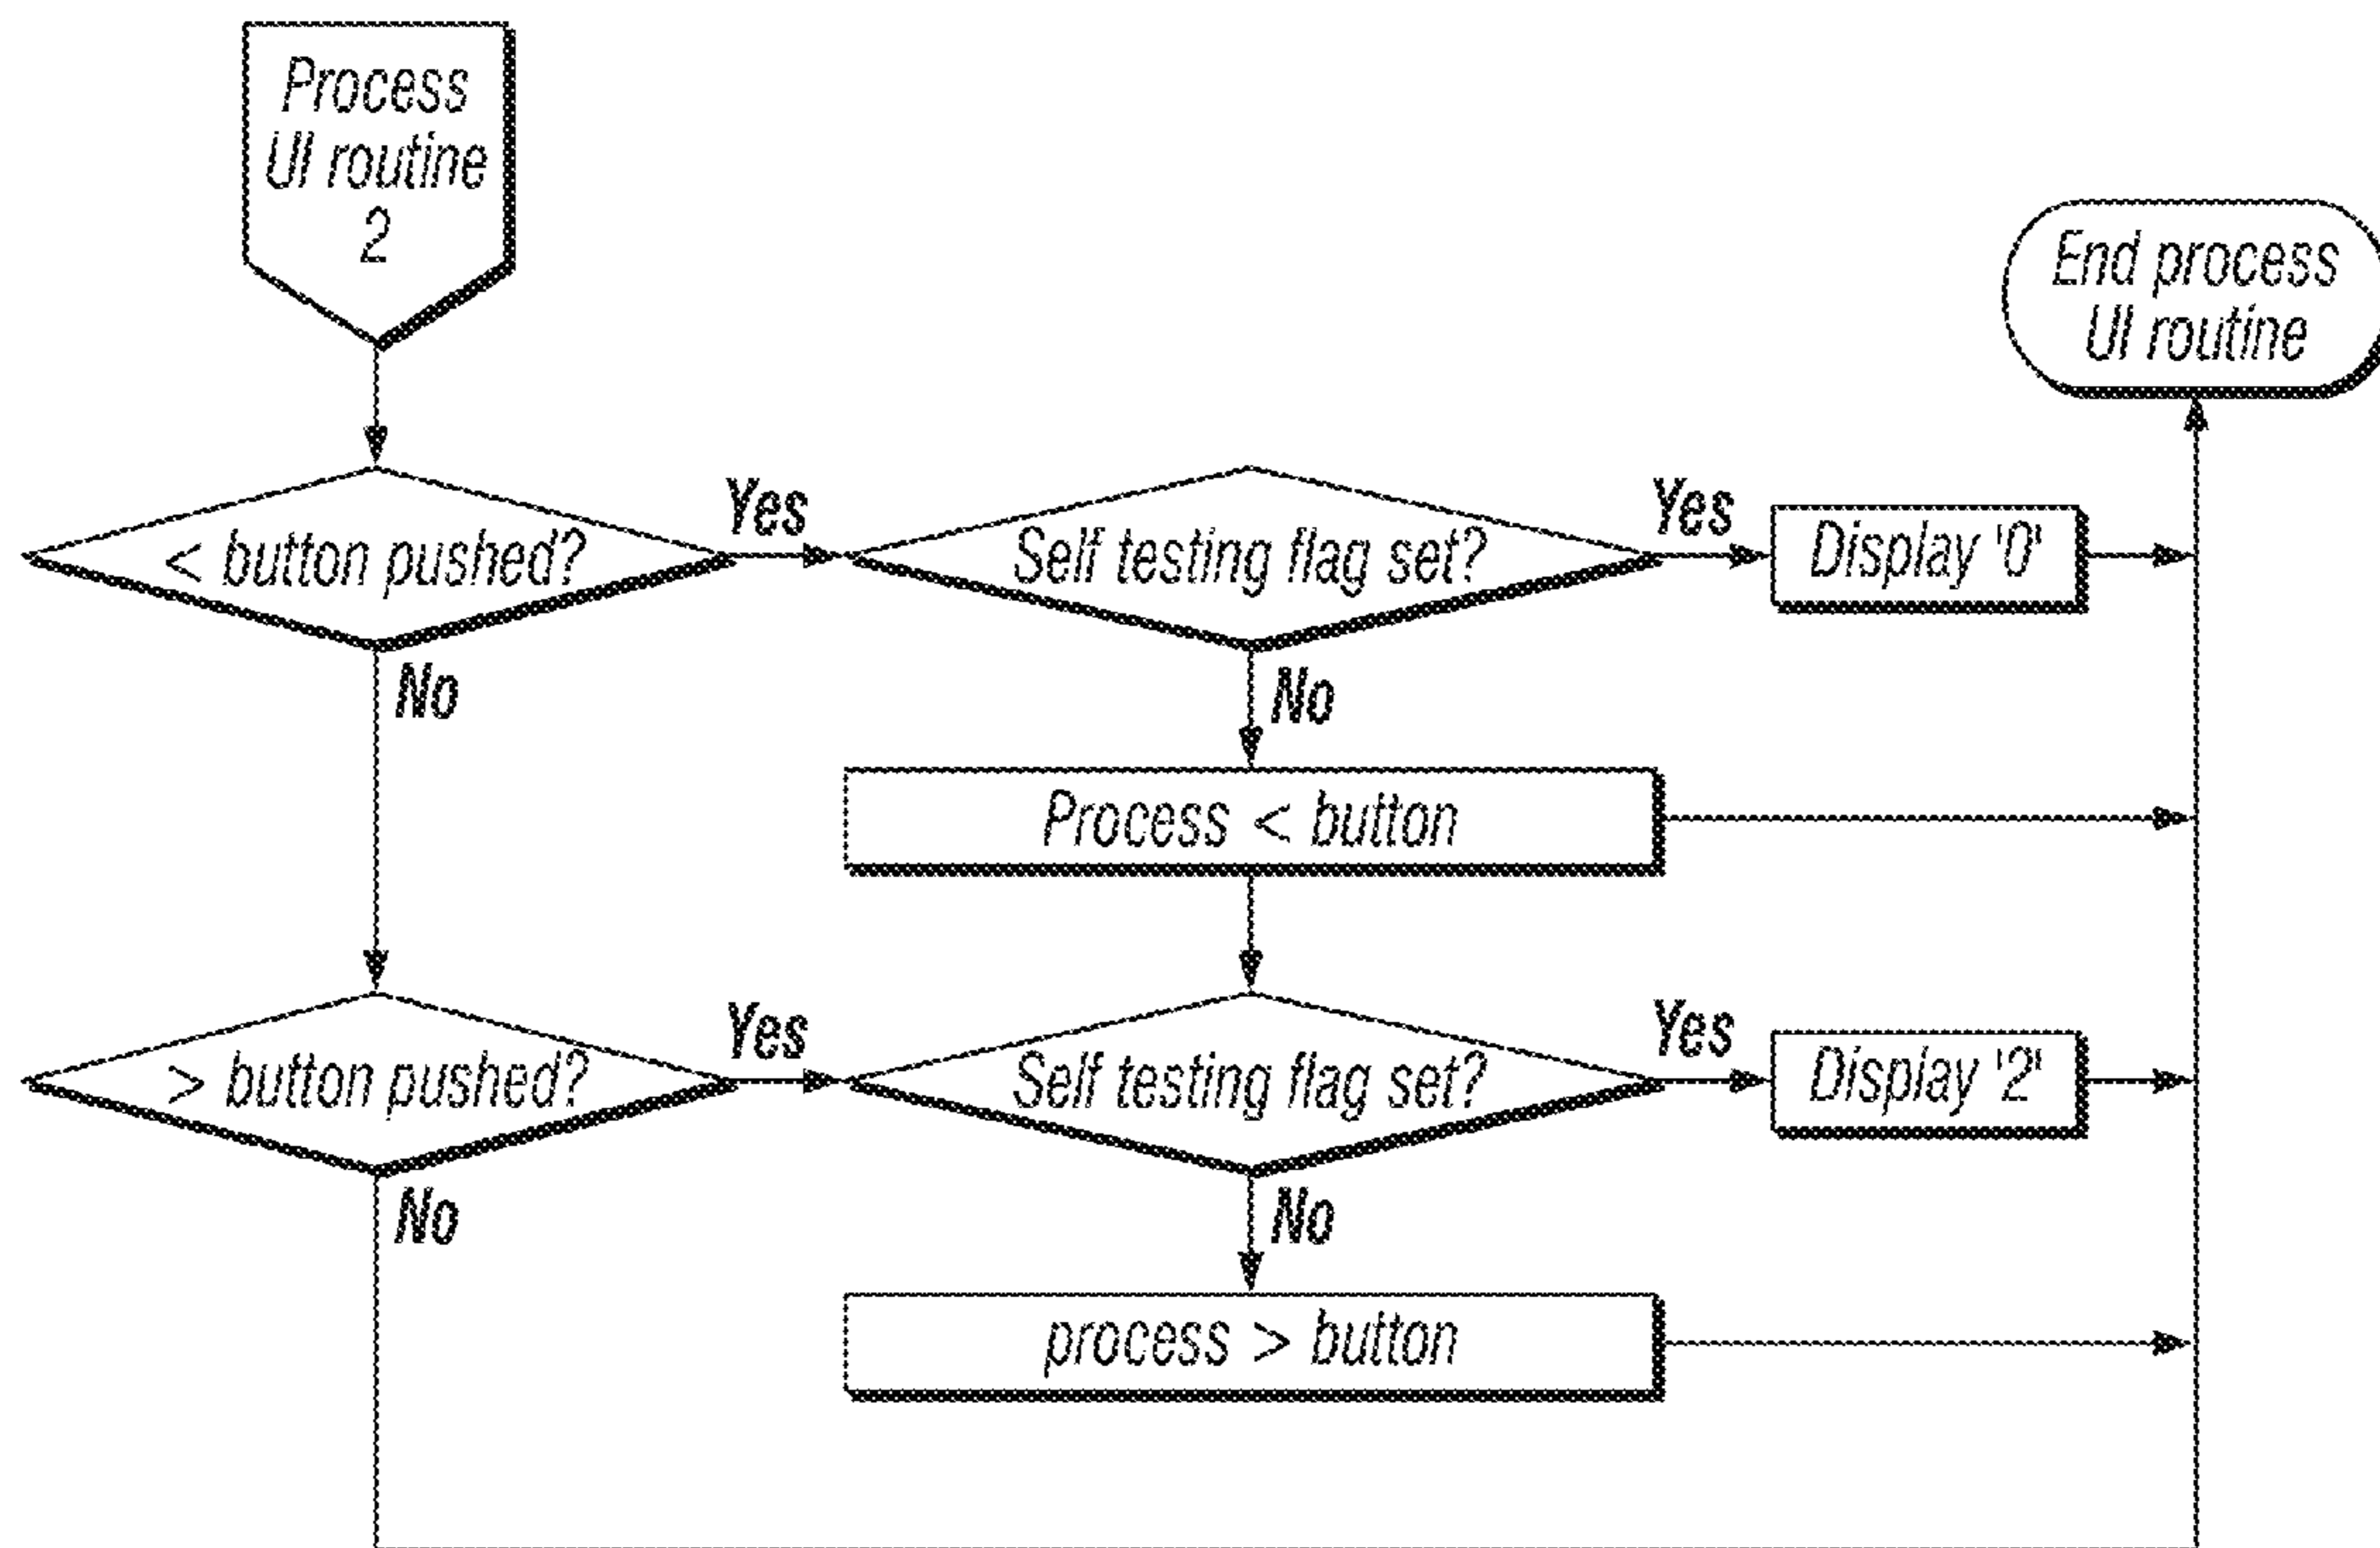 Process
UI routine
2
End process
UI routine
< button pushed?
Yes
Self testing flag set?
Yes
Display '0'
No
No
Process < button
> button pushed?
Yes
Self testing flag set?
Yes
Display '2'
No
No
process > button